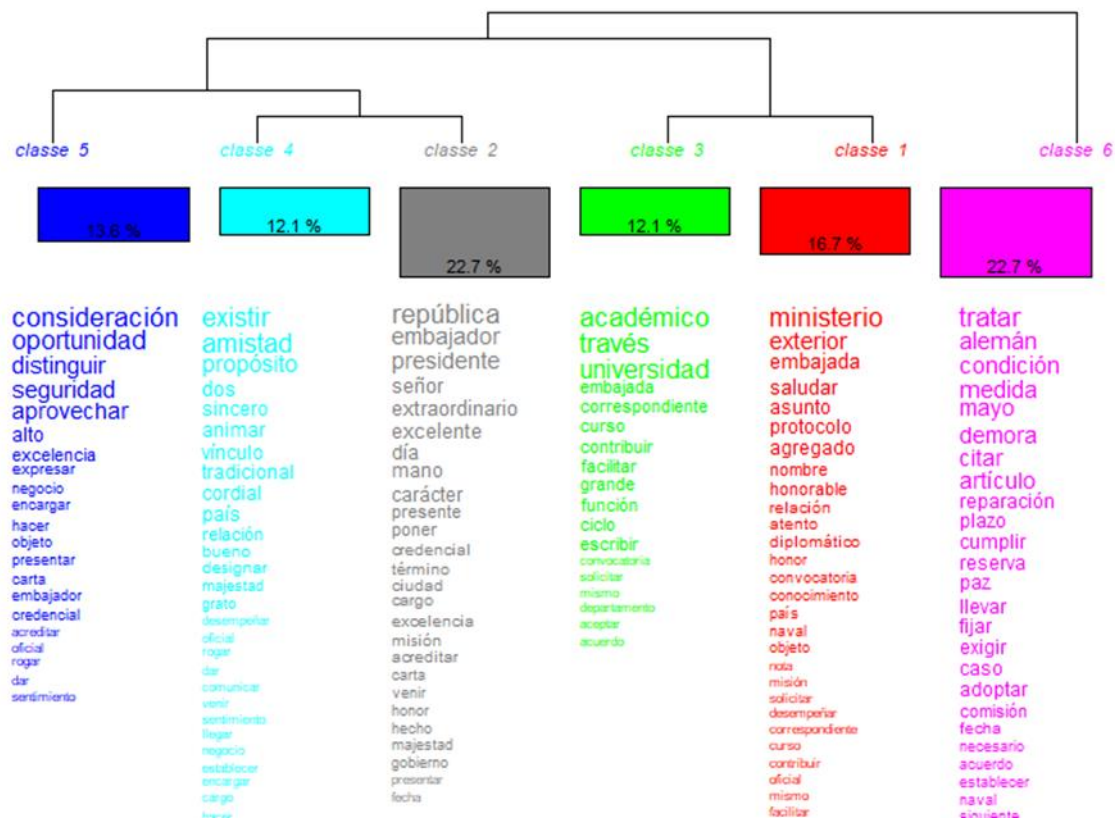 classe 5
classe 4
classe 2
classe 3
classe 1
classe 6
13.6 %
12.1 %
22.7 %
12.1 %
16.7 %
22.7 %
consideración
oportunidad
distinguir
seguridad
aprovechar
alto
excelencia
expresar
negocio
encargar
hacer
objeto
presentar
carta
embajador
credencial
acreditar
oficial
rogar
dar
sentimiento
existir
amistad
propósito
dos
sincero
animar
vínculo
tradicional
cordial
país
relación
bueno
designar
majestad
grato
desempeñar
oficial
rogar
dar
comunicar
venir
sentimiento
llegar
negocio
establecer
encargar
cargo
república
embajador
presidente
señor
extraordinario
excelente
día
mano
carácter
presente
poner
credencial
término
ciudad
cargo
excelencia
misión
acreditar
carta
venir
honor
hecho
majestad
gobierno
presentar
fecha
académico
través
universidad
embajada
correspondiente
curso
contribuir
facilitar
grande
función
ciclo
escribir
convocatoria
solicitar
mismo
departamento
aceptar
acuerdo
ministerio
exterior
embajada
saludar
asunto
protocolo
agregado
nombre
honorable
relación
atento
diplomático
honor
convocatoria
conocimiento
país
naval
objeto
nota
misión
solicitar
desempeñar
correspondiente
curso
contribuir
oficial
mismo
facilitar
tratar
alemán
condición
medida
mayo
demora
citar
artículo
reparación
plazo
cumplir
reserva
paz
llevar
fijar
exigir
caso
adoptar
comisión
fecha
necesario
acuerdo
establecer
naval
siguiente